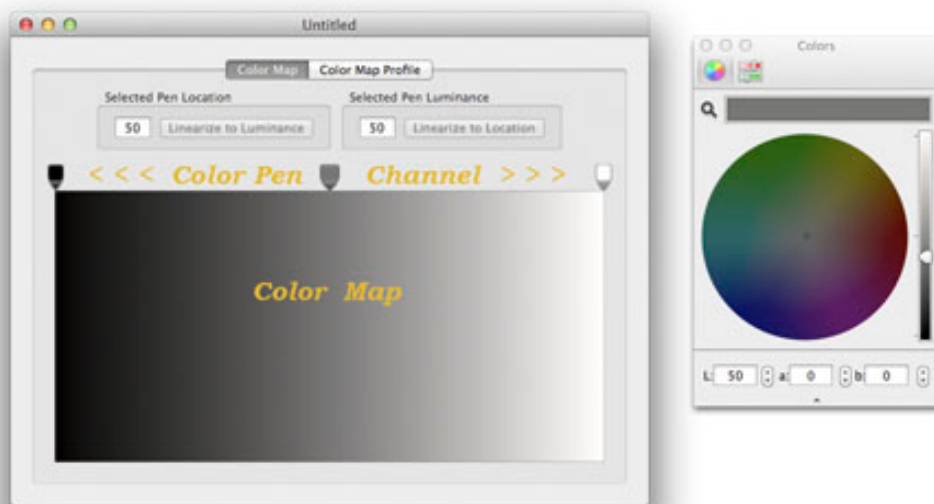 Untitled
Color Map Color Map Profile
Selected Pen Location Selected Pen Luminance
50 Linearize to Luminance 50 Linearize to Location
< < < Color Pen Channel > > >
Color Map
Colors
L: 50 a: 0 b: 0